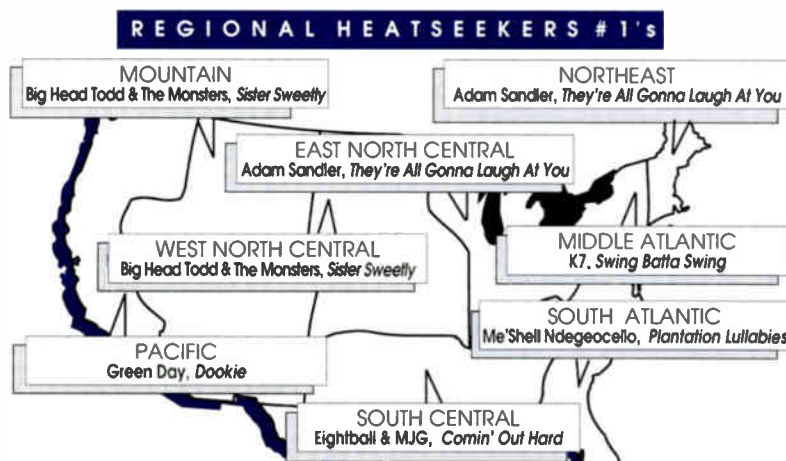 REGIONAL HEATSEEKERS #1's
MOUNTAIN
Big Head Todd & The Monsters, Sister Sweetly
NORTHEAST
Adam Sandler, They're All Gonna Laugh At You
EAST NORTH CENTRAL
Adam Sandler, They're All Gonna Laugh At You
WEST NORTH CENTRAL
Big Head Todd & The Monsters, Sister Sweetly
MIDDLE ATLANTIC
K7, Swing Batta Swing
SOUTH ATLANTIC
Me'Shell Ndegeocello, Plantation Lullabies
PACIFIC
Green Day, Dookie
SOUTH CENTRAL
Eightball & MJG, Comin' Out Hard